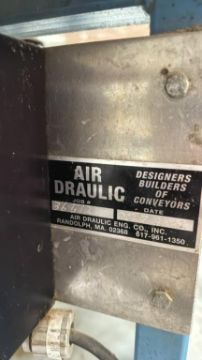 AIR
DRAULIC
DESIGNERS
BUILDERS
OF
CONVEYORS
JOB #
DATE
AIR DRAULIC ENG. CO., INC.
RANDOLPH, MA. 02368 617-961-1350